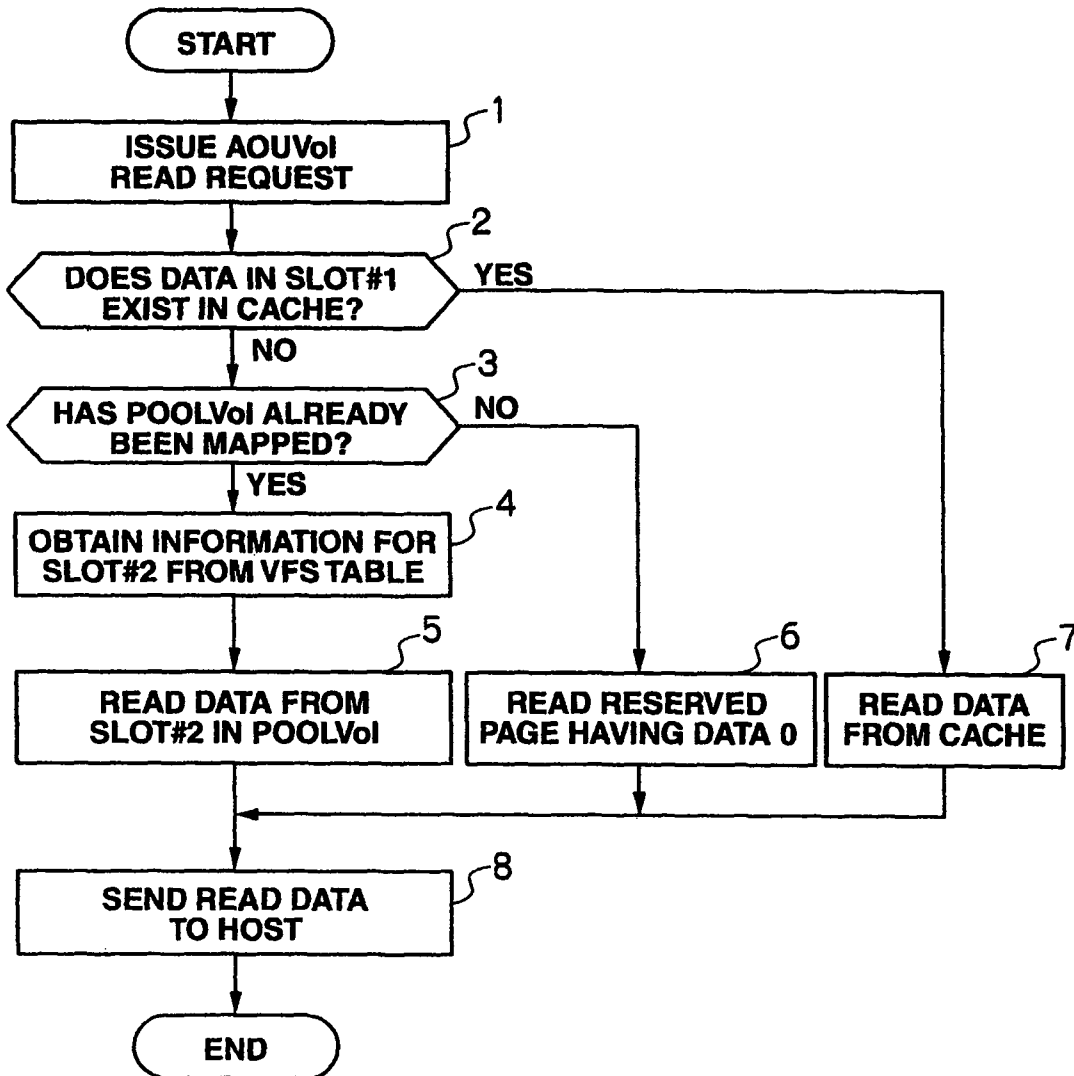 START
1
ISSUE AOUVol
READ REQUEST
2
DOES DATA IN SLOT#1
EXIST IN CACHE?
YES
NO
3
HAS POOLVol ALREADY
BEEN MAPPED?
NO
YES
4
OBTAIN INFORMATION FOR
SLOT#2 FROM VFS TABLE
5
READ DATA FROM
SLOT#2 IN POOLVol
6
READ RESERVED
PAGE HAVING DATA 0
7
READ DATA
FROM CACHE
8
SEND READ DATA
TO HOST
END